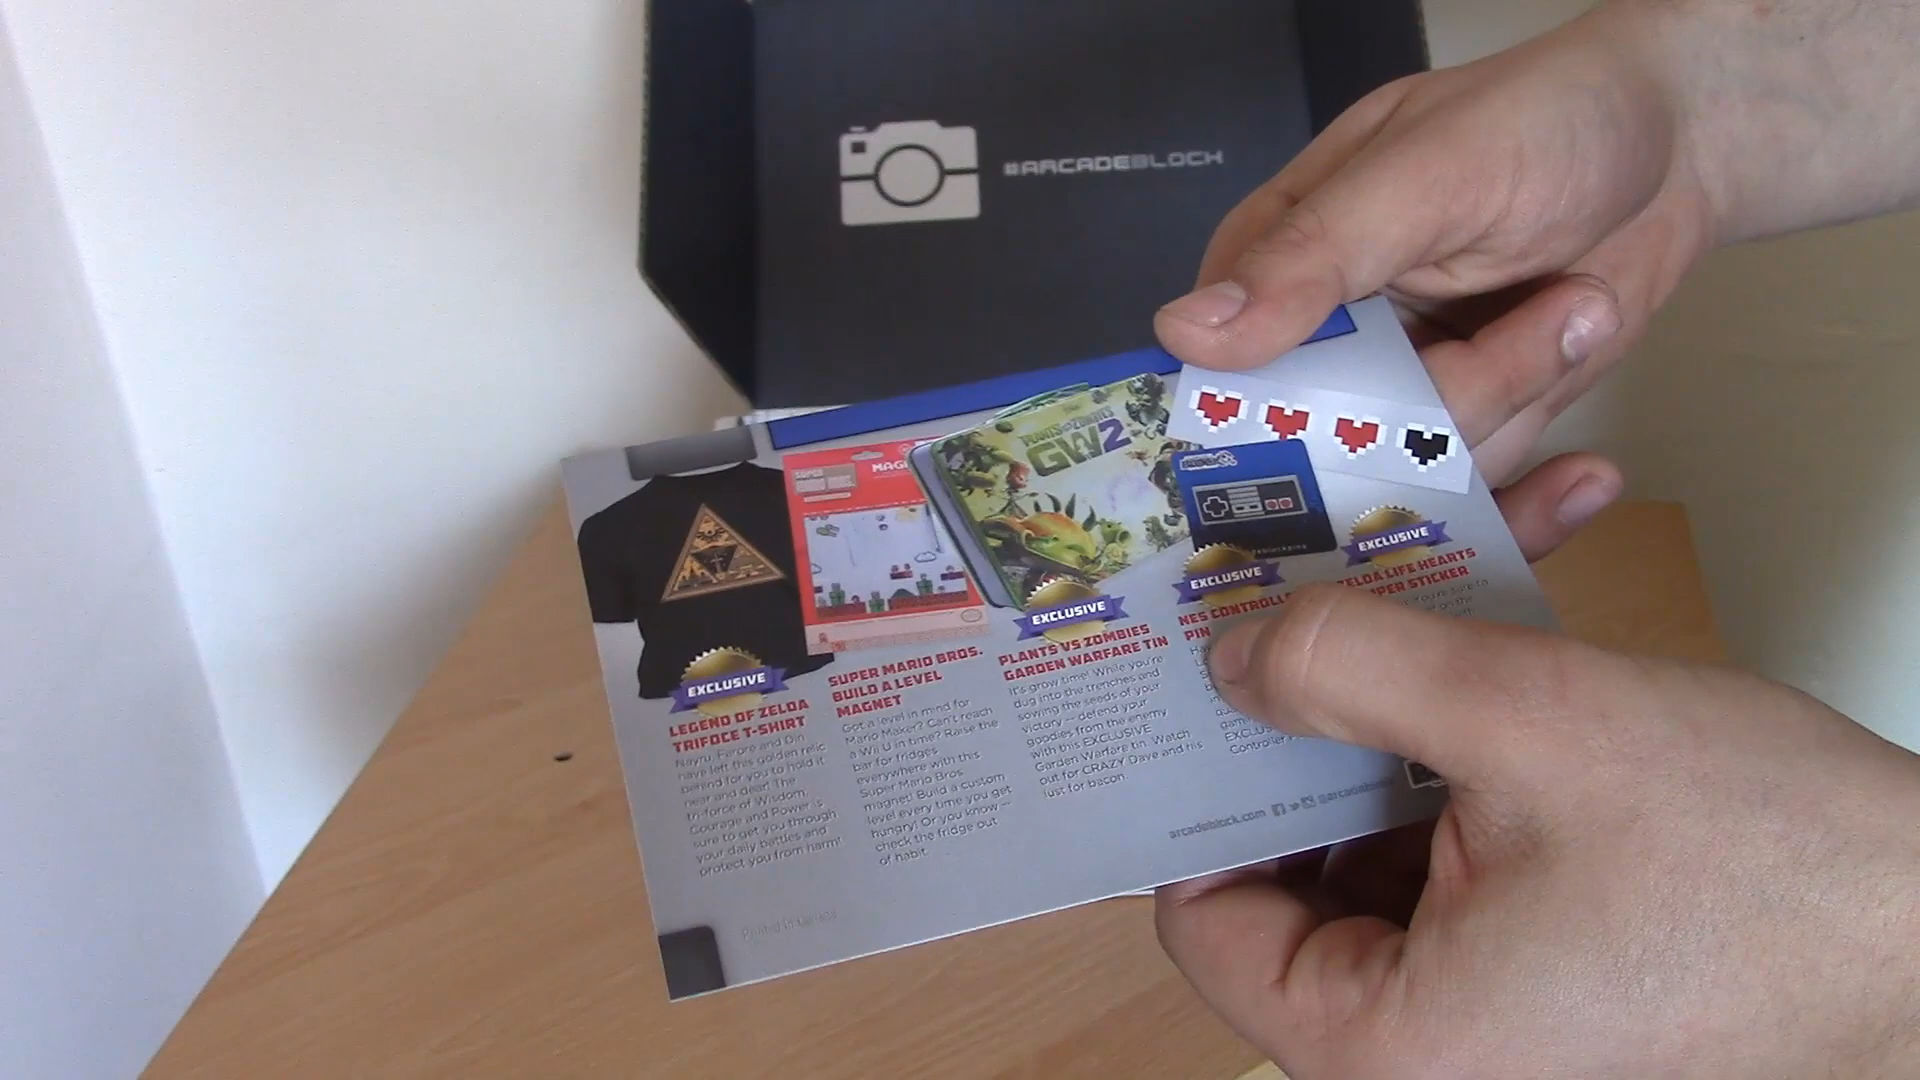 #ARCADEBLOCK
SUPER
MARIO BROS.
PLANTS VS ZOMBIES
GW2
EXCLUSIVE
LEGEND OF ZELDA
TRIFOCE T-SHIRT
Nayru, Farore and Din
have left this golden relic
behind for you to hold it
near and dear! The
tri-force of Wisdom,
Courage and Power is
sure to get you through
your daily battles and
protect you from harm!
SUPER MARIO BROS.
BUILD A LEVEL
MAGNET
Got a level in mind for
Mario Maker? Can't reach
a Wii U in time? Raise the
bar for fridges
everywhere with this
Super Mario Bros.
magnet! Build a custom
level every time you get
hungry! Or you know –
check the fridge out
of habit.
EXCLUSIVE
PLANTS VS ZOMBIES
GARDEN WARFARE TIN
It's grow time! While you're
dug into the trenches and
sowing the seeds of your
victory – defend your
goodies from the enemy
with this EXCLUSIVE
Garden Warfare tin. Watch
out for CRAZY Dave and his
lust for bacon.
EXCLUSIVE
NES
PIN
EXCLUSIVE
ZELDA LIFE HEARTS
STICKER
arcadeblock.com